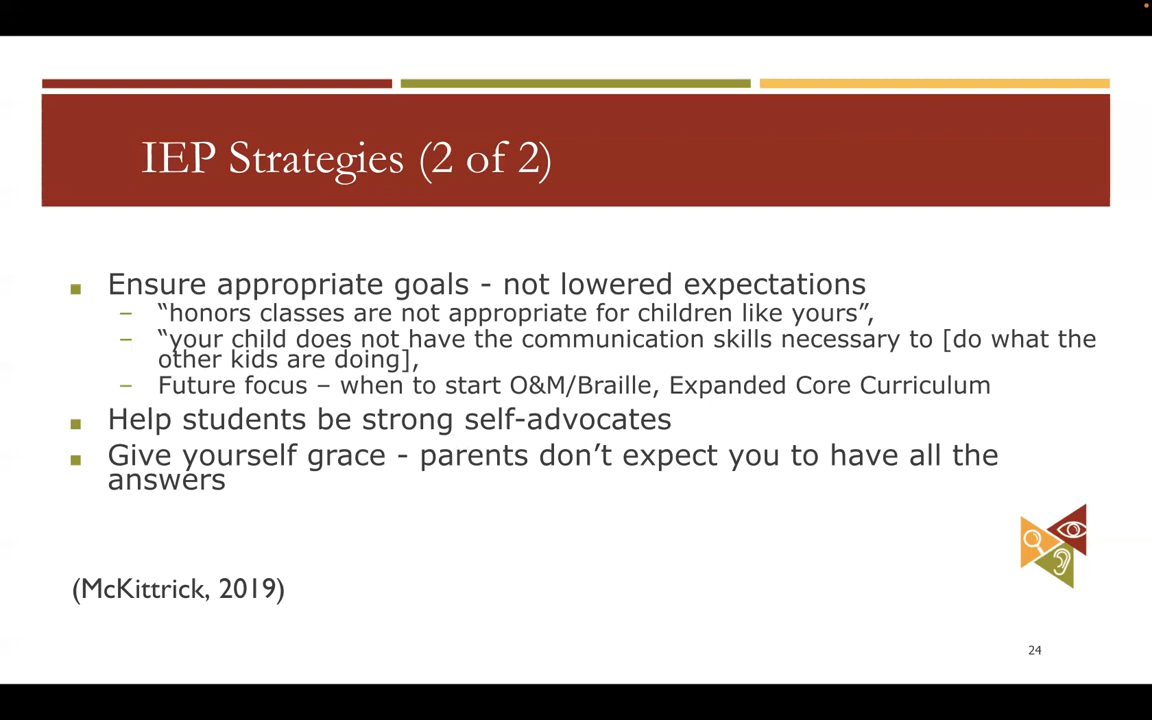 IEP Strategies (2 of 2)
■ Ensure appropriate goals - not lowered expectations
– “honors classes are not appropriate for children like yours”,
– “your child does not have the communication skills necessary to [do what the
other kids are doing],
– Future focus – when to start O&M/Braille, Expanded Core Curriculum
■ Help students be strong self-advocates
■ Give yourself grace - parents don’t expect you to have all the
answers
(McKittrick, 2019)
24